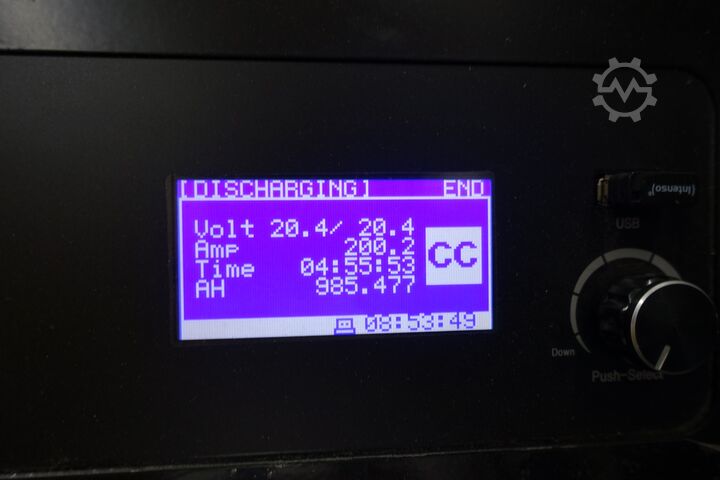 [DISCHARGING] END
Volt 20.4/ 20.4
Amp 200.2
Time 04:55:53
AH 985.477
CC
08:53:49
(intenso)
USB
Down
Push-Select